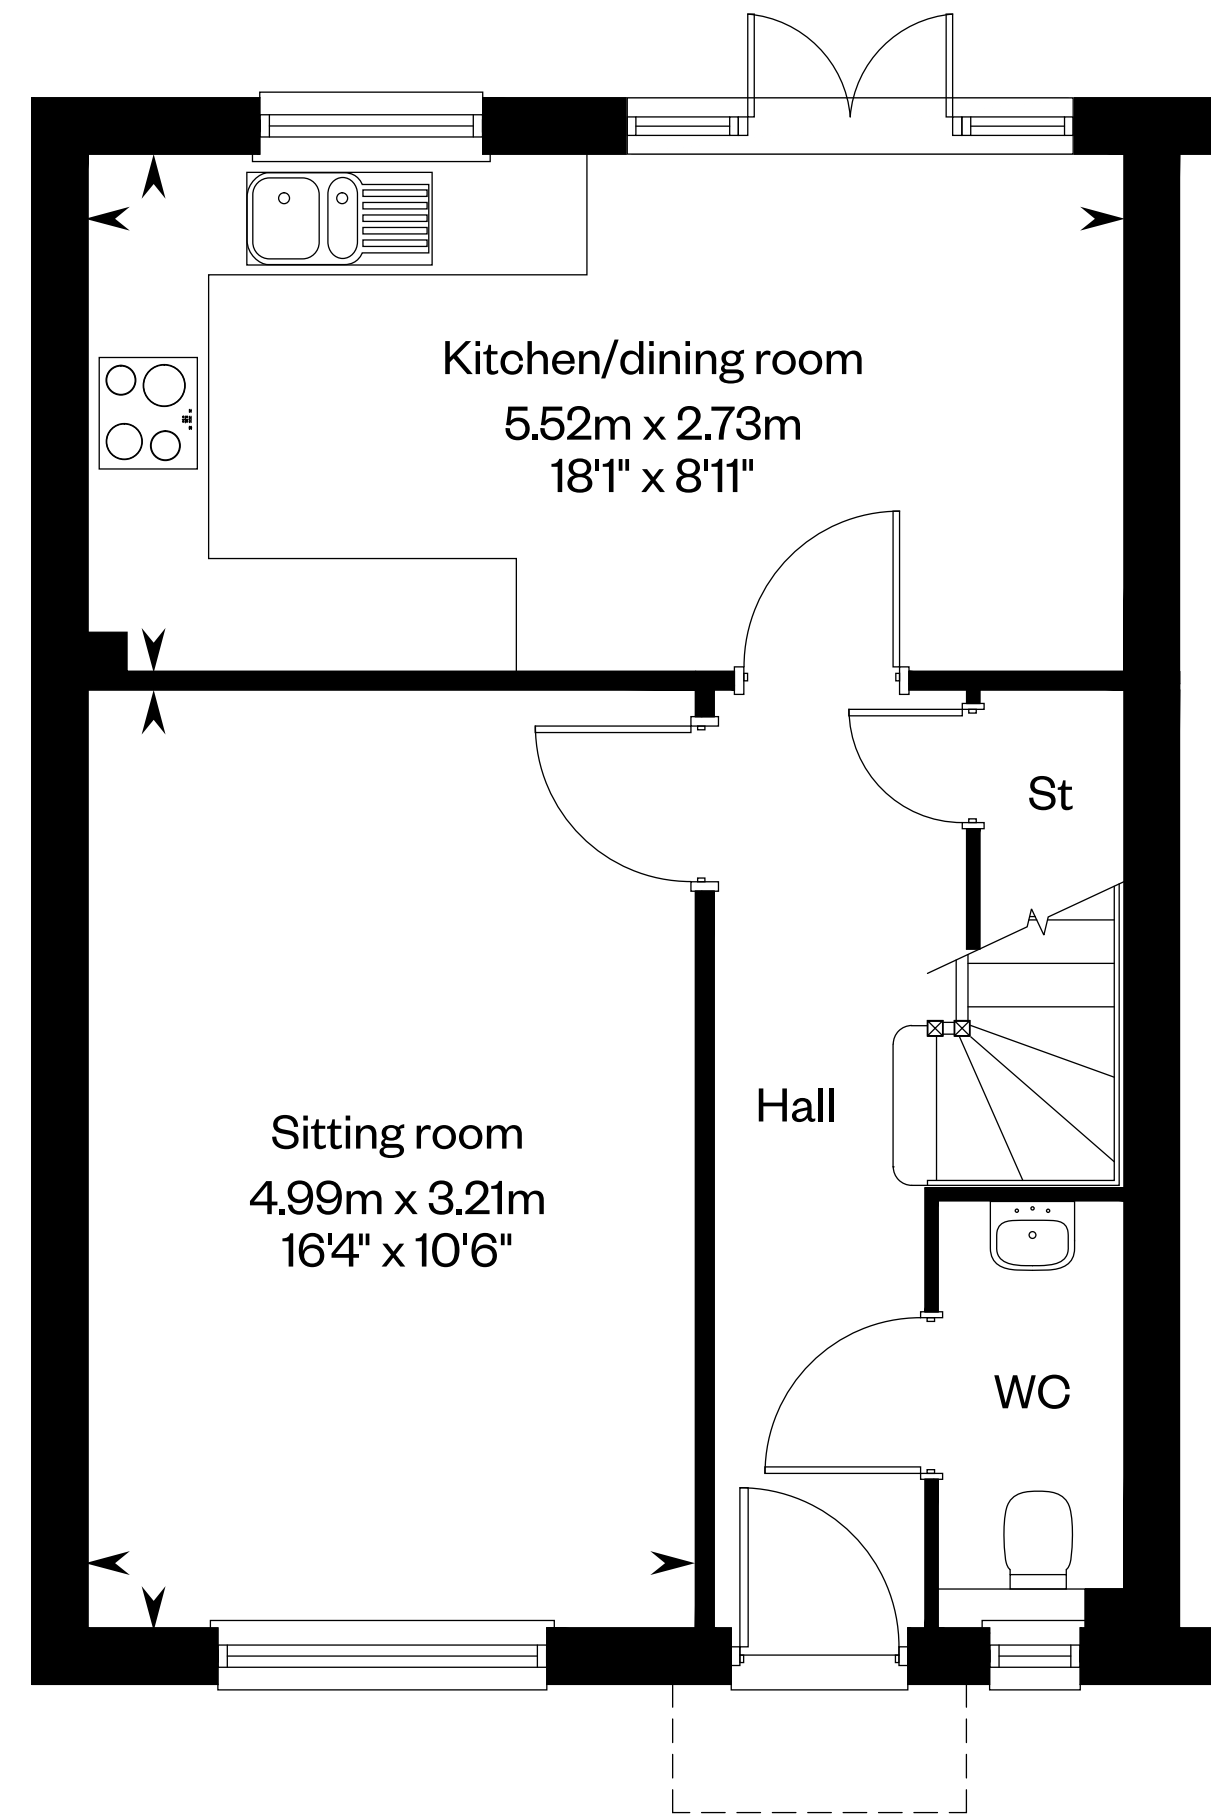 Kitchen/dining room
5.52m x 2.73m
18'1" x 8'11"
St
Hall
Sitting room
4.99m x 3.21m
16'4" x 10'6"
WC